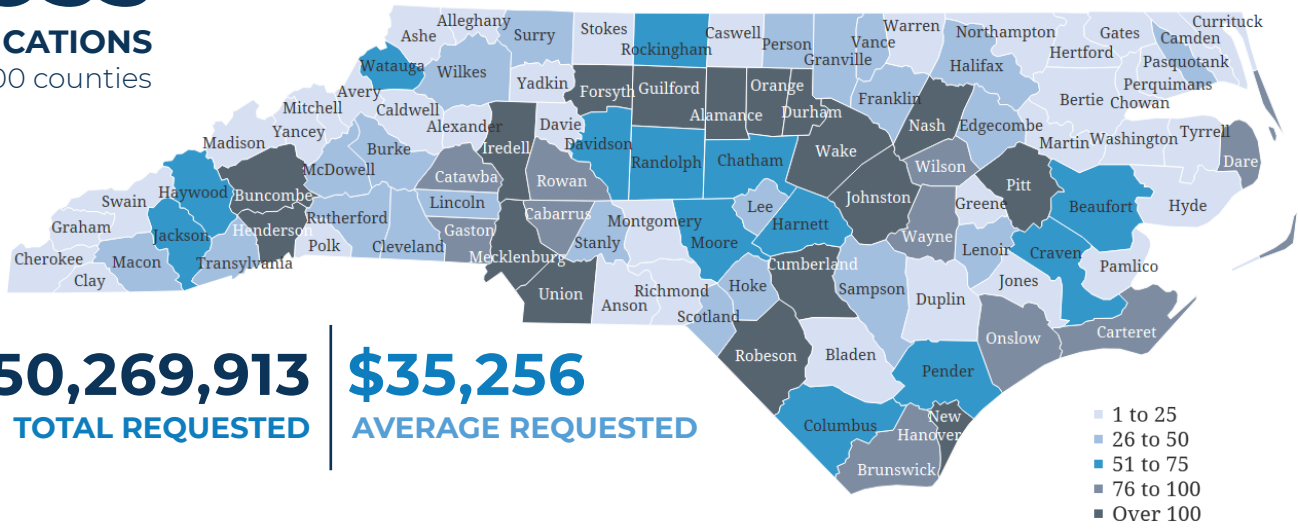 CATIONS
00 counties
Alleghany
Ashe
Surry
Stokes
Rockingham
Caswell
Person
Granville
Vance
Warren
Northampton
Hertford
Gates
Camden
Currituck
Pasquotank
Perquimans
Chowan
Bertie
Halifax
Watauga
Wilkes
Yadkin
Forsyth
Guilford
Alamance
Orange
Durham
Franklin
Nash
Edgecombe
Martin
Washington
Tyrrell
Dare
Avery
Mitchell
Caldwell
Yancey
Alexander
Davie
Iredell
Davidson
Randolph
Chatham
Wake
Wilson
Madison
Burke
McDowell
Catawba
Rowan
Johnston
Pitt
Beaufort
Hyde
Greene
Haywood
Buncombe
Swain
Lincoln
Rutherford
Cabarrus
Montgomery
Lee
Harnett
Wayne
Graham
Jackson
Henderson
Polk
Cleveland
Gaston
Stanly
Moore
Lenoir
Craven
Pamlico
Cherokee
Macon
Transylvania
Mecklenburg
Cumberland
Clay
Union
Anson
Richmond
Hoke
Scotland
Sampson
Duplin
Jones
Robeson
Bladen
Onslow
Carteret
Pender
Columbus
New
Hanover
Brunswick
50,269,913
TOTAL REQUESTED
$35,256
AVERAGE REQUESTED
1 to 25
26 to 50
51 to 75
76 to 100
Over 100